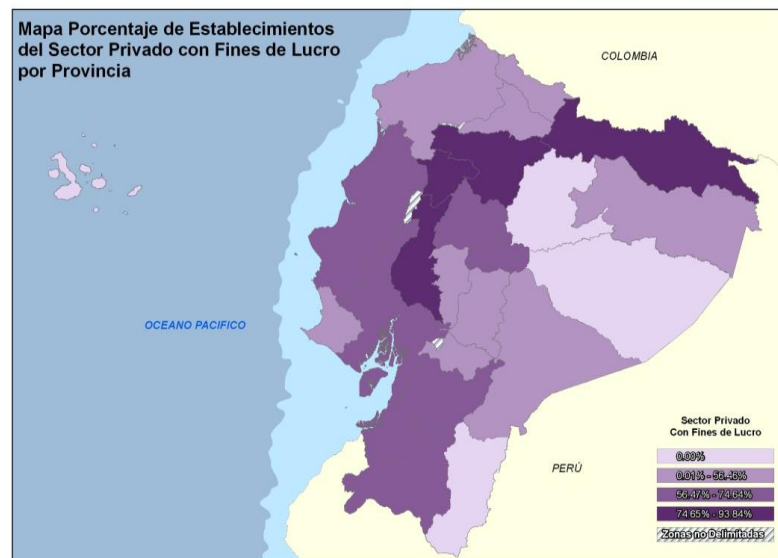 Mapa Porcentaje de Establecimientos
del Sector Privado con Fines de Lucro
por Provincia
COLOMBIA
OCEANO PACIFICO
PERÚ
Sector Privado
Con Fines de Lucro
0.00%
0.01% - 56.46%
56.47% - 74.64%
74.65% - 93.84%
Zonas no Delimitadas